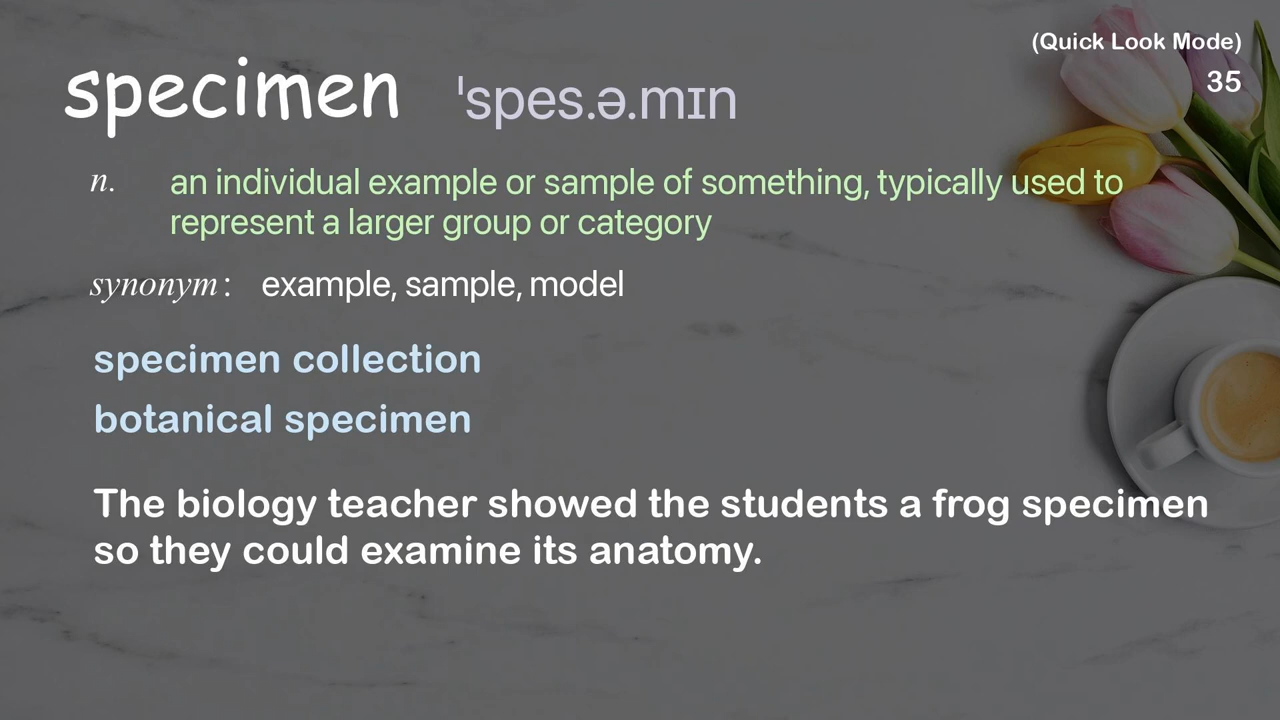 (Quick Look Mode)
35
specimen ˈspes.ə.mɪn
n. an individual example or sample of something, typically used to
represent a larger group or category
synonym: example, sample, model
specimen collection
botanical specimen
The biology teacher showed the students a frog specimen
so they could examine its anatomy.